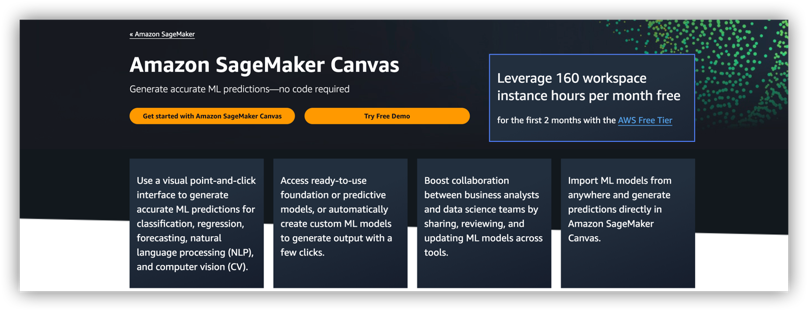 « Amazon SageMaker
Amazon SageMaker Canvas
Generate accurate ML predictions—no code required
Get started with Amazon SageMaker Canvas
Try Free Demo
Leverage 160 workspace
instance hours per month free
for the first 2 months with the AWS Free Tier
Use a visual point-and-click
interface to generate
accurate ML predictions for
classification, regression,
forecasting, natural
language processing (NLP),
and computer vision (CV).
Access ready-to-use
foundation or predictive
models, or automatically
create custom ML models
to generate output with a
few clicks.
Boost collaboration
between business analysts
and data science teams by
sharing, reviewing, and
updating ML models across
tools.
Import ML models from
anywhere and generate
predictions directly in
Amazon SageMaker
Canvas.